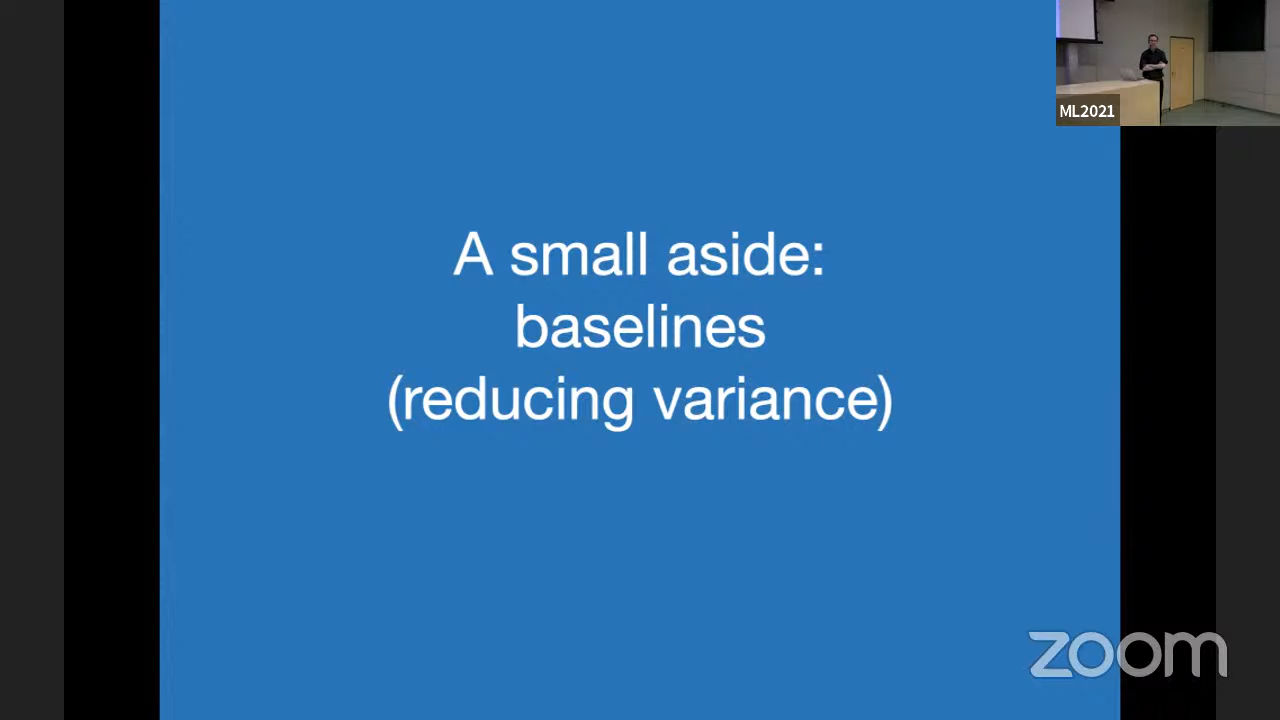 ML2021
A small aside:
baselines
(reducing variance)
zoom